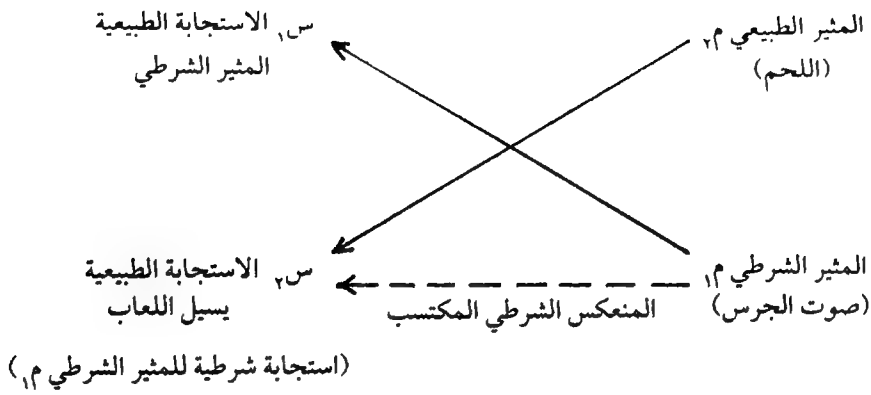 المثير الطبيعي م٢
(اللحم)
س١ الاستجابة الطبيعية
المثير الشرطي
المثير الشرطي م١
(صوت الجرس)
المنعكس الشرطي المكتسب
س٢ الاستجابة الطبيعية
يسيل اللعاب
(استجابة شرطية للمثير الشرطي م١)